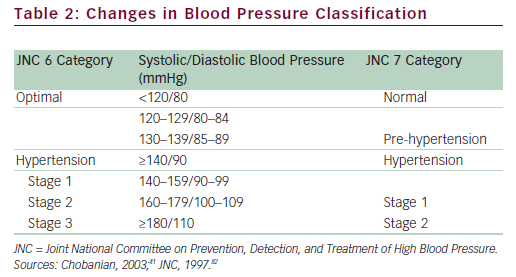 Table 2: Changes in Blood Pressure Classification
JNC 6 Category Systolic/Diastolic Blood Pressure JNC 7 Category
(mmHg)
Optimal <120/80 Normal
120–129/80–84
130–139/85–89 Pre-hypertension
Hypertension ≥140/90 Hypertension
Stage 1 140–159/90–99
Stage 2 160–179/100–109 Stage 1
Stage 3 ≥180/110 Stage 2
JNC = Joint National Committee on Prevention, Detection, and Treatment of High Blood Pressure.
Sources: Chobanian, 2003;⁴¹ JNC, 1997.⁸²